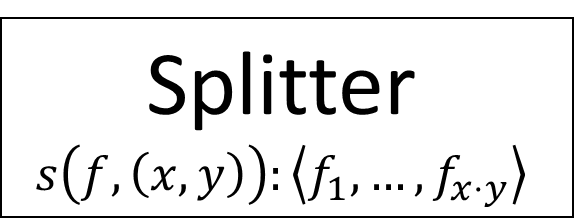 Splitter
s(f, (x, y)): ⟨f₁, … , fₓ.ᵧ⟩